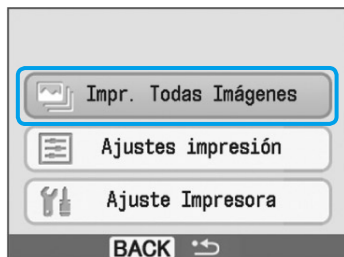 Impr. Todas Imágenes
Ajustes impresión
Ajuste Impresora
BACK